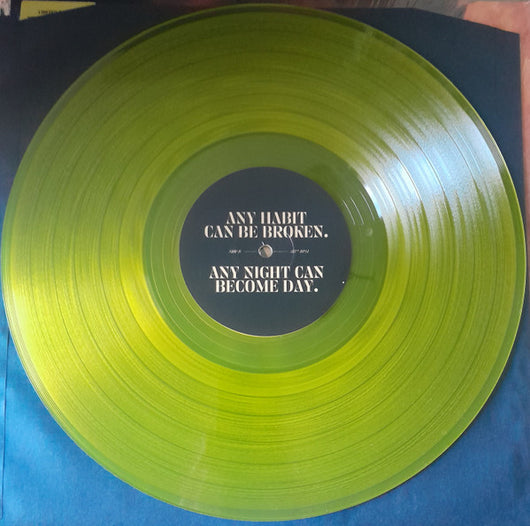 ANY HABIT
CAN BE BROKEN.
ANY NIGHT CAN
BECOME DAY.